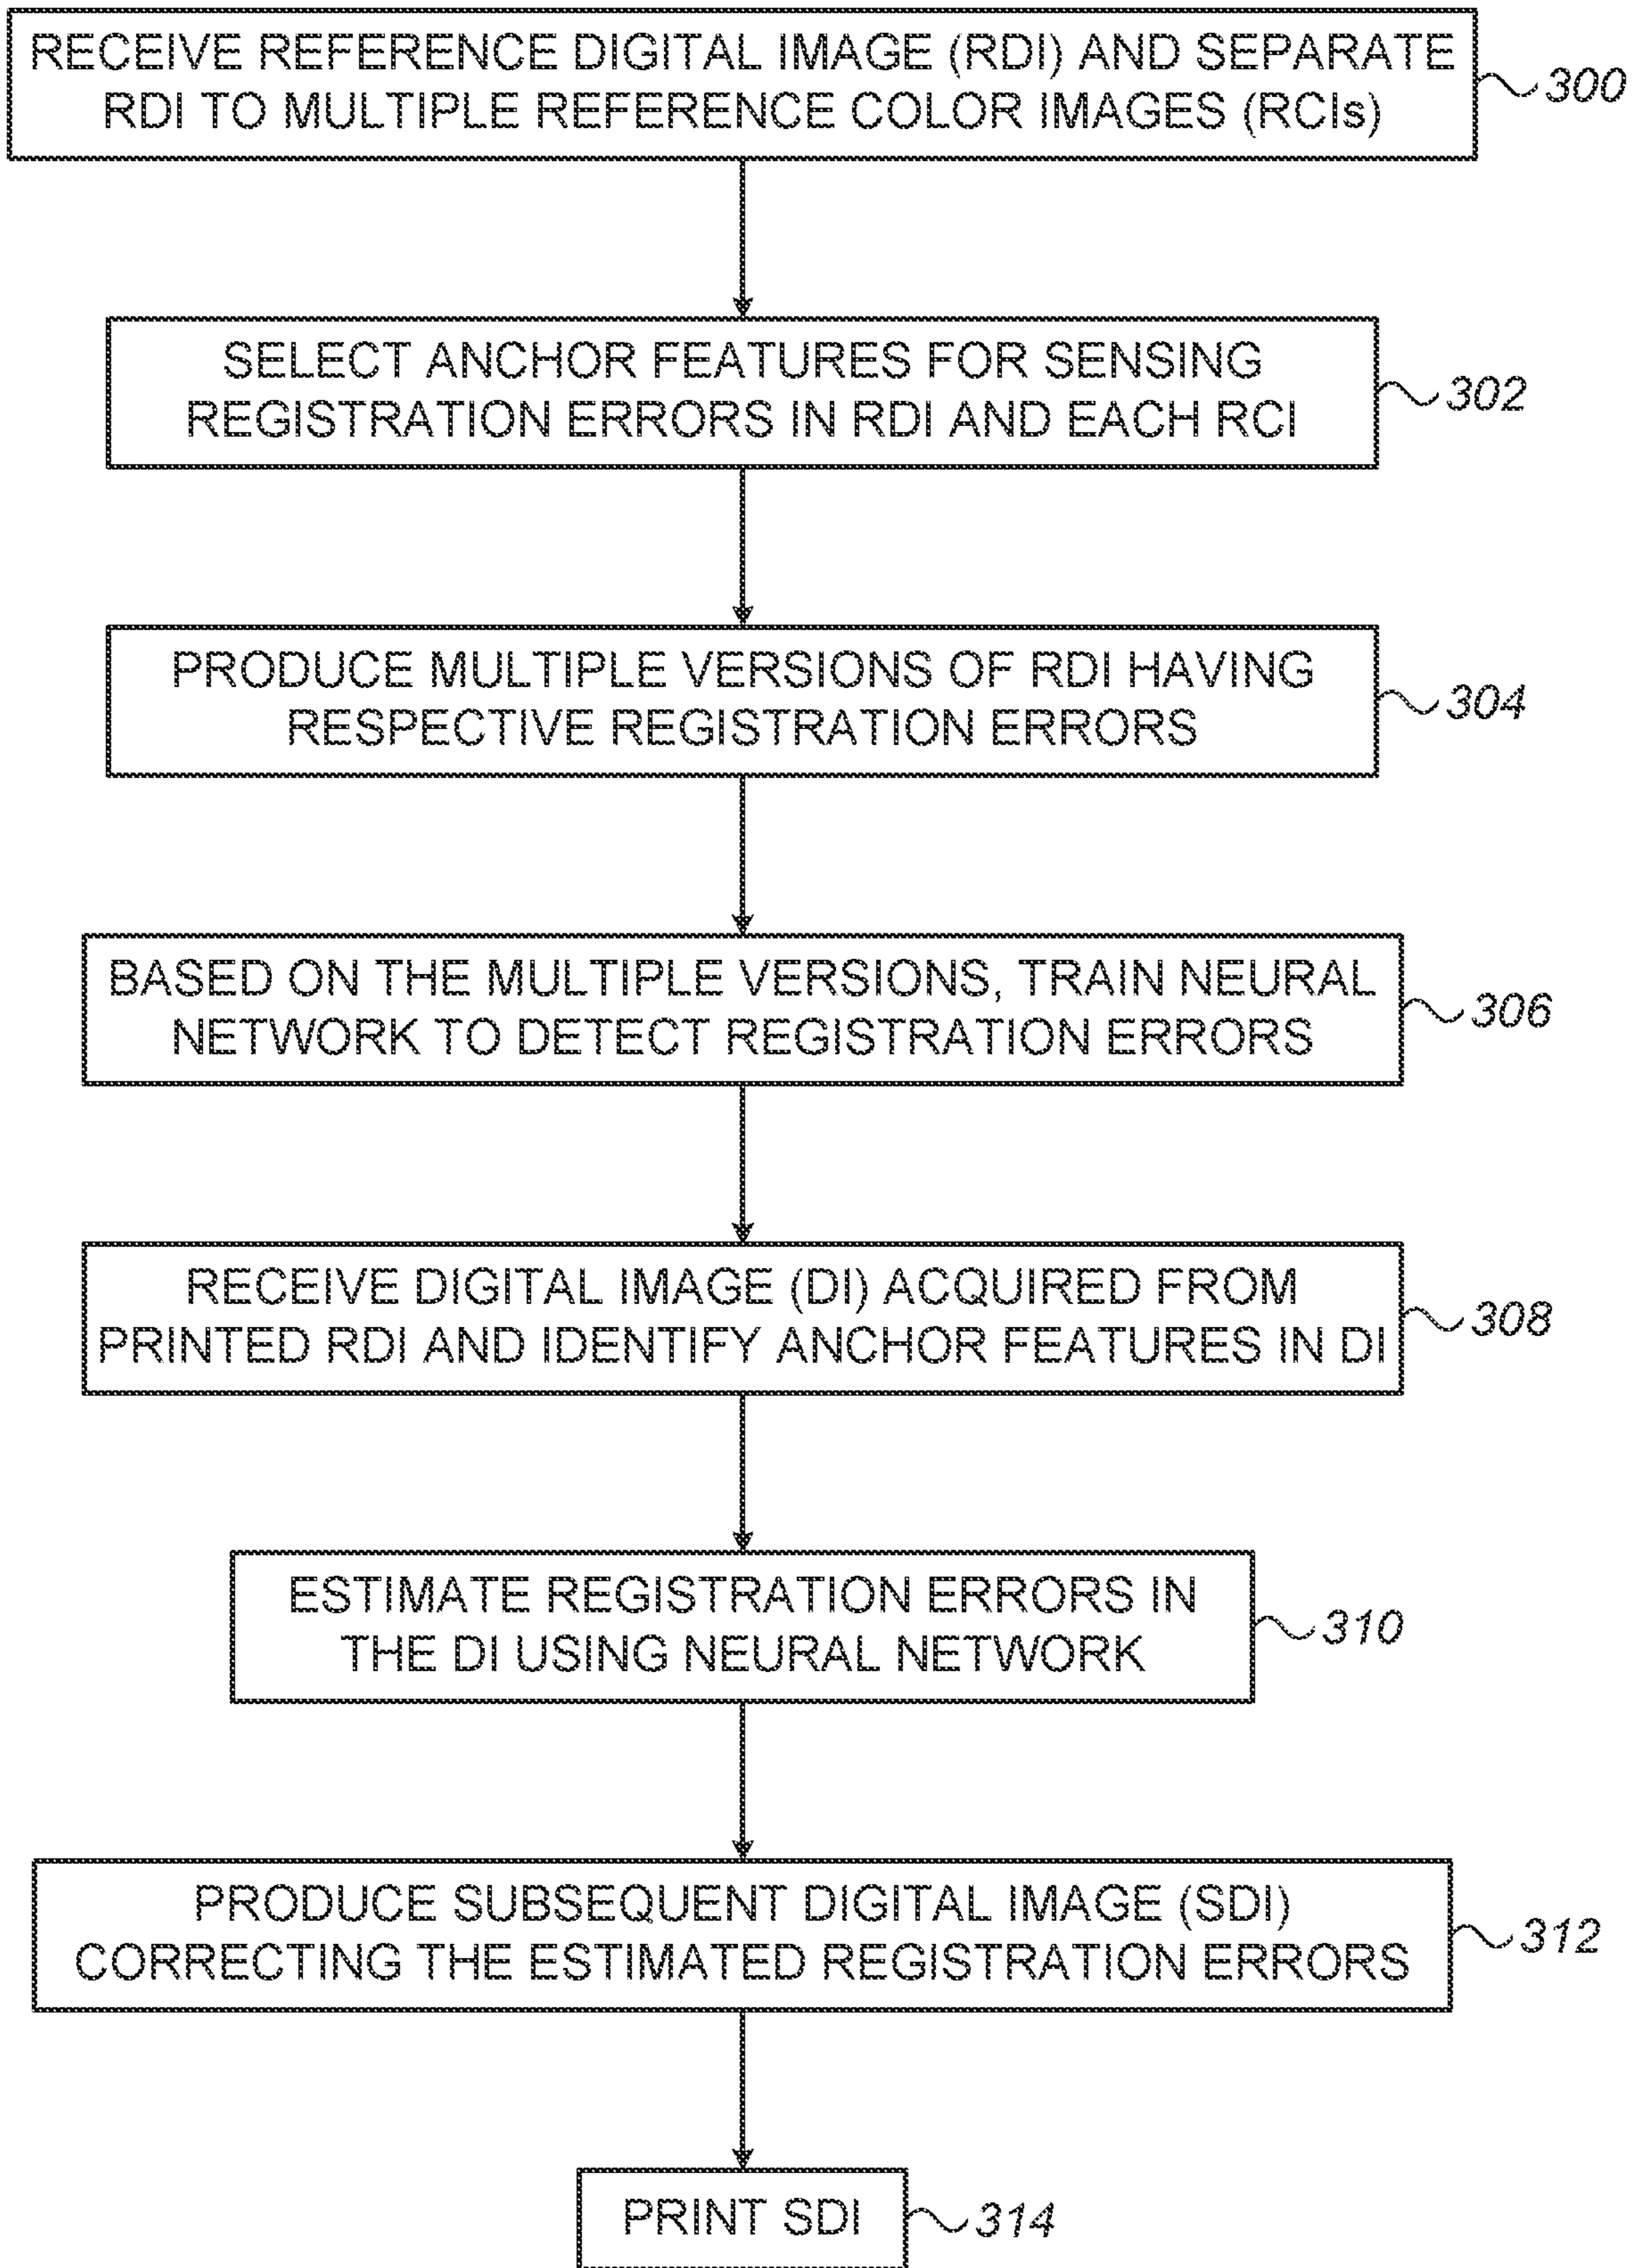 RECEIVE REFERENCE DIGITAL IMAGE (RDI) AND SEPARATE
RDI TO MULTIPLE REFERENCE COLOR IMAGES (RCIs)
300
SELECT ANCHOR FEATURES FOR SENSING
REGISTRATION ERRORS IN RDI AND EACH RCI
302
PRODUCE MULTIPLE VERSIONS OF RDI HAVING
RESPECTIVE REGISTRATION ERRORS
304
BASED ON THE MULTIPLE VERSIONS, TRAIN NEURAL
NETWORK TO DETECT REGISTRATION ERRORS
306
RECEIVE DIGITAL IMAGE (DI) ACQUIRED FROM
PRINTED RDI AND IDENTIFY ANCHOR FEATURES IN DI
308
ESTIMATE REGISTRATION ERRORS IN
THE DI USING NEURAL NETWORK
310
PRODUCE SUBSEQUENT DIGITAL IMAGE (SDI)
CORRECTING THE ESTIMATED REGISTRATION ERRORS
312
PRINT SDI
314